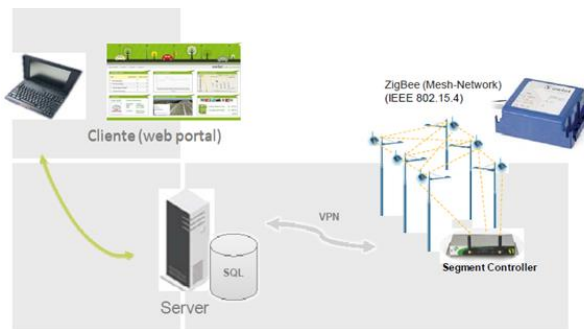 ZigBee (Mesh-Network)
(IEEE 802.15.4)
Cliente (web portal)
VPN
Segment Controller
SQL
Server